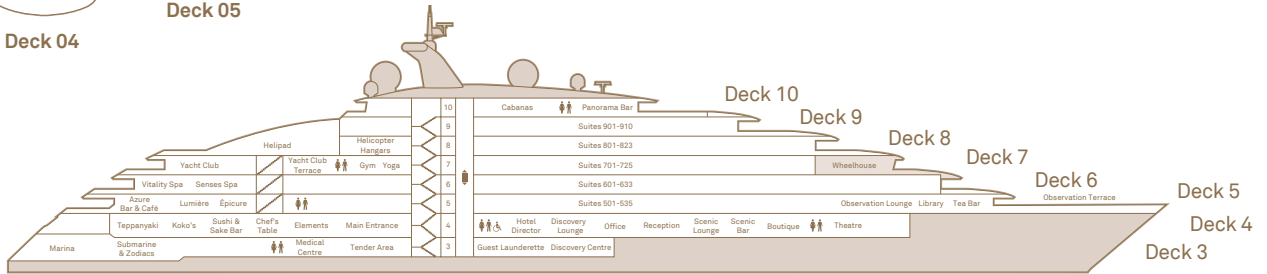 Deck 05
Deck 04
Deck 10
10 Cabanas Panorama Bar
Deck 9
9 Suites 901-910
Deck 8
Helipad Helicopter
Hangers 8 Suites 801-823
Deck 7
Yacht Club Yacht Club
Terrace Gym Yoga 7 Suites 701-725 Wheelhouse
Deck 6
Vitality Spa Senses Spa 6 Suites 601-633
Deck 5
Azure
Bar & Café Lumière Épicure 5 Suites 501-535 Observation Lounge Library Tea Bar Observation Terrace
Deck 4
Teppanyaki Koko's Sushi &
Sake Bar Chef's
Table Elements Main Entrance 4 Hotel
Director Discovery
Lounge Office Reception Scenic
Lounge Scenic
Bar Boutique Theatre
Deck 3
Marina Submarine
& Zodiacs Medical
Centre Tender Area 3 Guest Launderette Discovery Centre